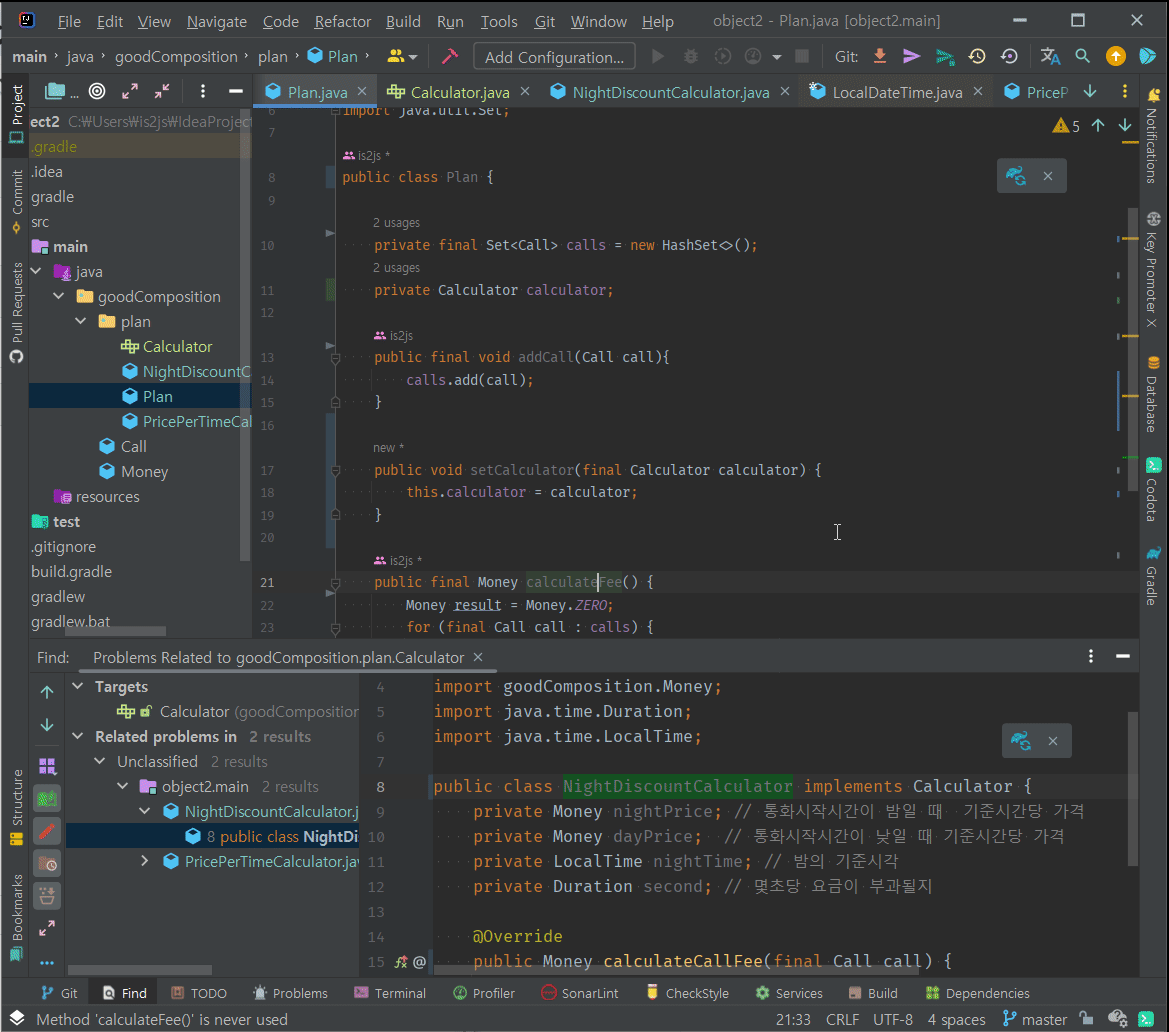 File Edit View Navigate Code Refactor Build Run Tools Git Window Help object2 - Plan.java [object2.main]
main java goodComposition plan Plan Add Configuration... Git:
Project
Commit
Pull Requests
Structure
Bookmarks
...
Plan.java Calculator.java NightDiscountCalculator.java LocalDateTime.java PriceP
ect2 C:₩Users₩is2js₩IdeaProject
.gradle
.idea
gradle
src
main
java
goodComposition
plan
Calculator
NightDiscountC
Plan
PricePerTimeCal
Call
Money
resources
test
.gitignore
build.gradle
gradlew
gradlew.bat
5
6 import java.util.Set;
7
is2js *
8 public class Plan {
9
2 usages
10 private final Set<Call> calls = new HashSet<>();
2 usages
11 private Calculator calculator;
12
is2js
13 public final void addCall(Call call){
14 calls.add(call);
15 }
16
new *
17 public void setCalculator(final Calculator calculator) {
18 this.calculator = calculator;
19 }
20
is2js *
21 public final Money calculateFee() {
22 Money result = Money.ZERO;
23 for (final Call call : calls) {
Notifications
Key Promoter X
Database
Codota
Gradle
Find: Problems Related to goodComposition.plan.Calculator
Targets
Calculator (goodComposition
Related problems in 2 results
Unclassified 2 results
object2.main 2 results
NightDiscountCalculator.j
8 public class NightDi
PricePerTimeCalculator.jav
4 import goodComposition.Money;
5 import java.time.Duration;
6 import java.time.LocalTime;
7
8 public class NightDiscountCalculator implements Calculator {
9 private Money nightPrice; // 통화시작시간이 밤일 때 기준시간당 가격
10 private Money dayPrice; // 통화시작시간이 낮일 때 기준시간당 가격
11 private LocalTime nightTime; // 밤의 기준시각
12 private Duration second; // 몇초당 요금이 부과될지
13
14 @Override
15 @ public Money calculateCallFee(final Call call) {
Git Find TODO Problems Terminal Profiler SonarLint CheckStyle Services Build Dependencies
Method 'calculateFee()' is never used 21:33 CRLF UTF-8 4 spaces master